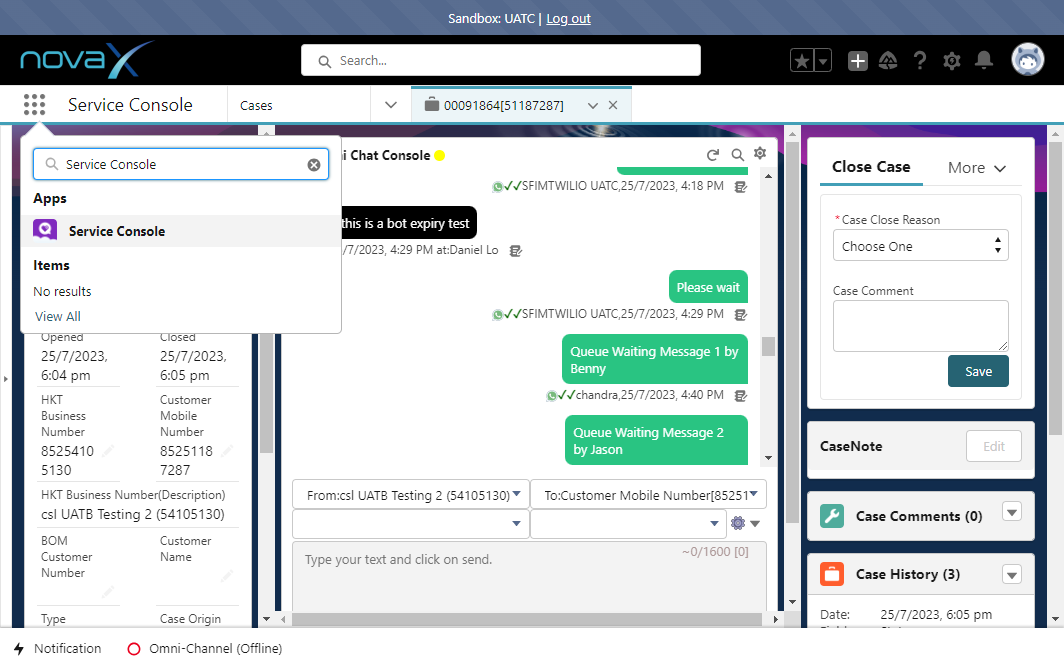 Sandbox: UATC | Log out
novaX
Search...
Service Console
Cases
00091864[51187287]
Service Console
Apps
Service Console
Items
No results
View All
Opened
Closed
25/7/2023,
6:04 pm
25/7/2023,
6:05 pm
HKT
Business
Number
Customer
Mobile
Number
8525410
5130
8525118
7287
HKT Business Number(Description)
csl UATB Testing 2 (54105130)
BOM
Customer
Number
Customer
Name
Type
Case Origin
i Chat Console
SFIMTWILIO UATC,25/7/2023, 4:18 PM
this is a bot expiry test
/7/2023, 4:29 PM at:Daniel Lo
Please wait
SFIMTWILIO UATC,25/7/2023, 4:29 PM
Queue Waiting Message 1 by
Benny
chandra,25/7/2023, 4:40 PM
Queue Waiting Message 2
by Jason
From:csl UATB Testing 2 (54105130)
To:Customer Mobile Number[85251
Type your text and click on send.
~0/1600 [0]
Close Case
More
*Case Close Reason
Choose One
Case Comment
Save
CaseNote
Edit
Case Comments (0)
Case History (3)
Date:
25/7/2023, 6:05 pm
Notification
Omni-Channel (Offline)